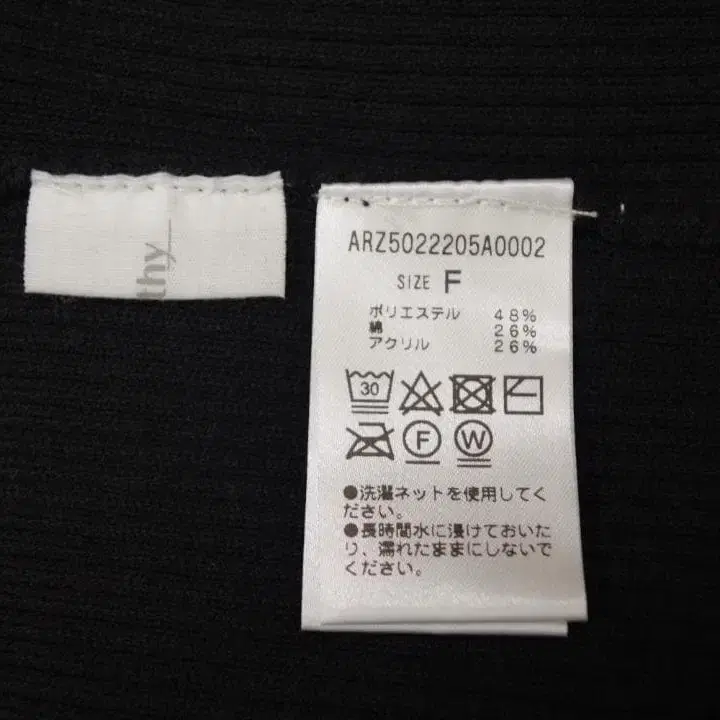 thy_
ARZ5022205A0002
SIZE F
ポリエステル 48%
綿 26%
アクリル 26%
30
F W
●洗濯ネットを使用してく
ださい。
●長時間水に浸けておいた
り、濡れたままにしないで
ください。